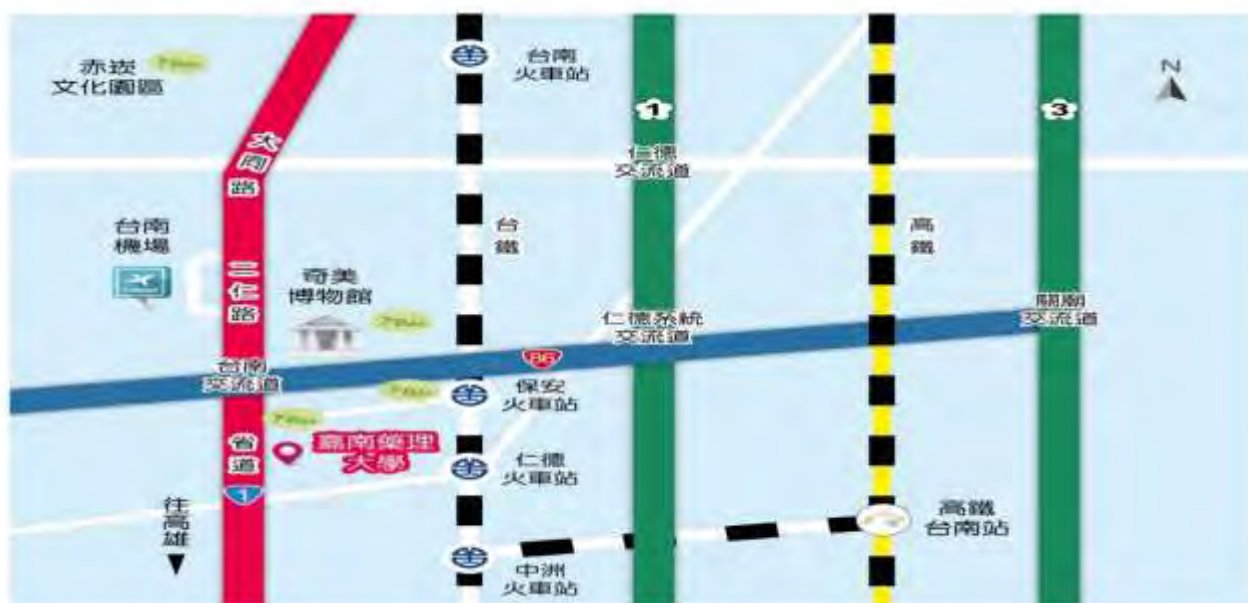 赤崁
文化園區
台南
火車站
N
1
3
大同路
仁德
交流道
台南
機場
二仁路
奇美
博物館
台鐵
高鐵
仁德系統
交流道
關廟
交流道
86
台南
交流道
保安
火車站
省道
1
嘉南藥理
大學
仁德
火車站
往高雄
高鐵
台南站
中洲
火車站